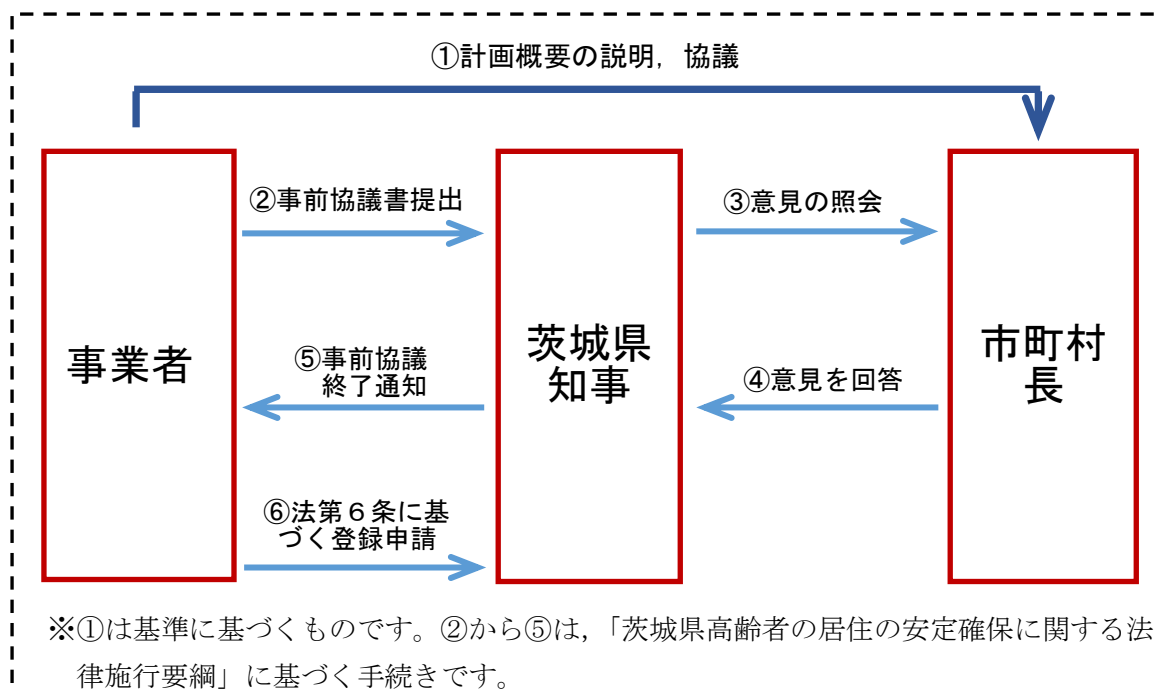 ①計画概要の説明，協議
②事前協議書提出
③意見の照会
事業者
茨城県
知事
市町村
長
⑤事前協議
終了通知
④意見を回答
⑥法第６条に基
づく登録申請
※①は基準に基づくものです。②から⑤は，「茨城県高齢者の居住の安定確保に関する法
律施行要綱」に基づく手続きです。